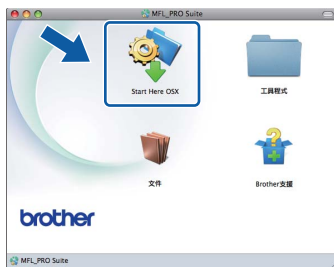 MFL_PRO Suite
Start Here OSX
工具程式
文件
Brother支援
brother
MFL_PRO Suite